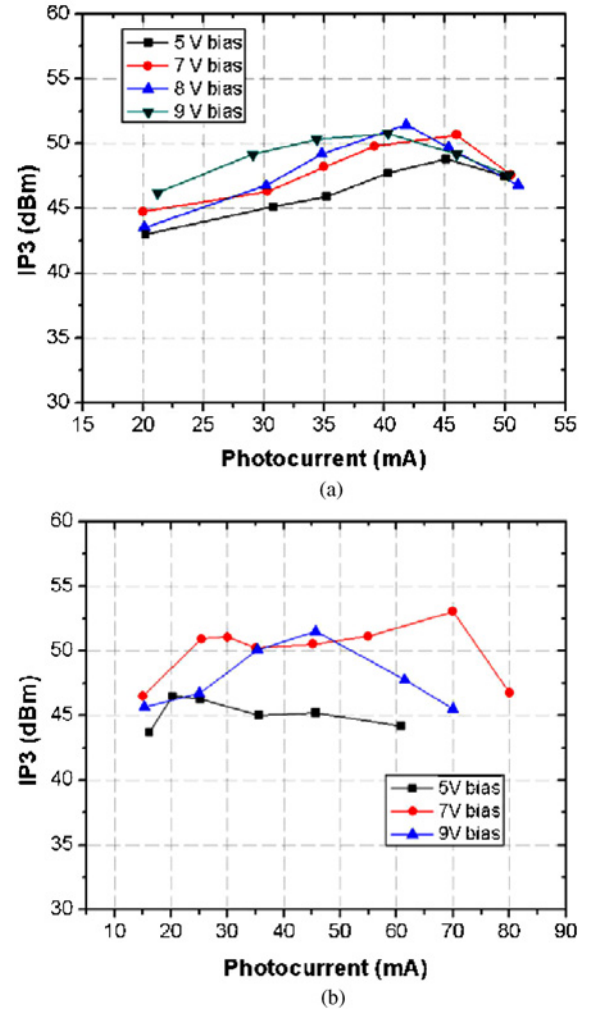 60
55
50
45
40
35
30
IP3 (dBm)
5 V bias
7 V bias
8 V bias
9 V bias
15 20 25 30 35 40 45 50 55
Photocurrent (mA)
(a)
60
55
50
45
40
35
30
IP3 (dBm)
5V bias
7V bias
9V bias
10 20 30 40 50 60 70 80 90
Photocurrent (mA)
(b)